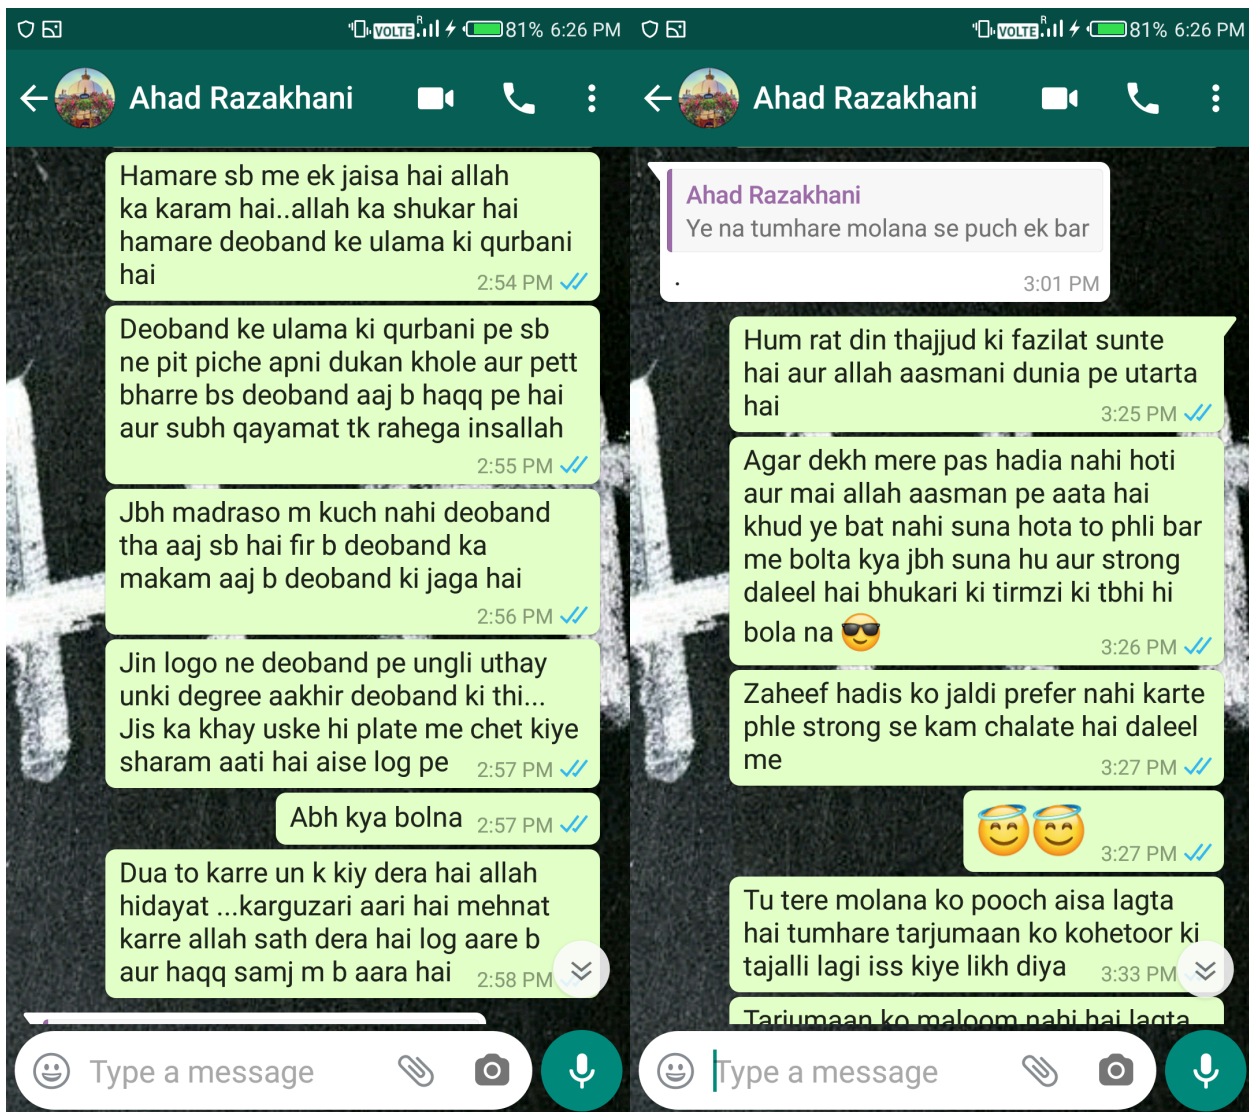 VOLTE R 81% 6:26 PM
Ahad Razakhani
Hamare sb me ek jaisa hai allah
ka karam hai..allah ka shukar hai
hamare deoband ke ulama ki qurbani
hai 2:54 PM
Deoband ke ulama ki qurbani pe sb
ne pit piche apni dukan khole aur pett
bharre bs deoband aaj b haqq pe hai
aur subh qayamat tk rahega insallah
2:55 PM
Jbh madraso m kuch nahi deoband
tha aaj sb hai fir b deoband ka
makam aaj b deoband ki jaga hai
2:56 PM
Jin logo ne deoband pe ungli uthay
unki degree aakhir deoband ki thi...
Jis ka khay uske hi plate me chet kiye
sharam aati hai aise log pe 2:57 PM
Abh kya bolna 2:57 PM
Dua to karre un k kiy dera hai allah
hidayat ...karguzari aari hai mehnat
karre allah sath dera hai log aare b
aur haqq samj m b aara hai 2:58 PM
Type a message
VOLTE R 81% 6:26 PM
Ahad Razakhani
Ahad Razakhani
Ye na tumhare molana se puch ek bar
. 3:01 PM
Hum rat din thajjud ki fazilat sunte
hai aur allah aasmani dunia pe utarta
hai 3:25 PM
Agar dekh mere pas hadia nahi hoti
aur mai allah aasman pe aata hai
khud ye bat nahi suna hota to phli bar
me bolta kya jbh suna hu aur strong
daleel hai bhukari ki tirmzi ki tbhi hi
bola na 😎 3:26 PM
Zaheef hadis ko jaldi prefer nahi karte
phle strong se kam chalate hai daleel
me 3:27 PM
😇😇 3:27 PM
Tu tere molana ko pooch aisa lagta
hai tumhare tarjumaan ko kohetoor ki
tajalli lagi iss kiye likh diya 3:33 PM
Tarjumaan ko maloom nahi hai lagta
Type a message